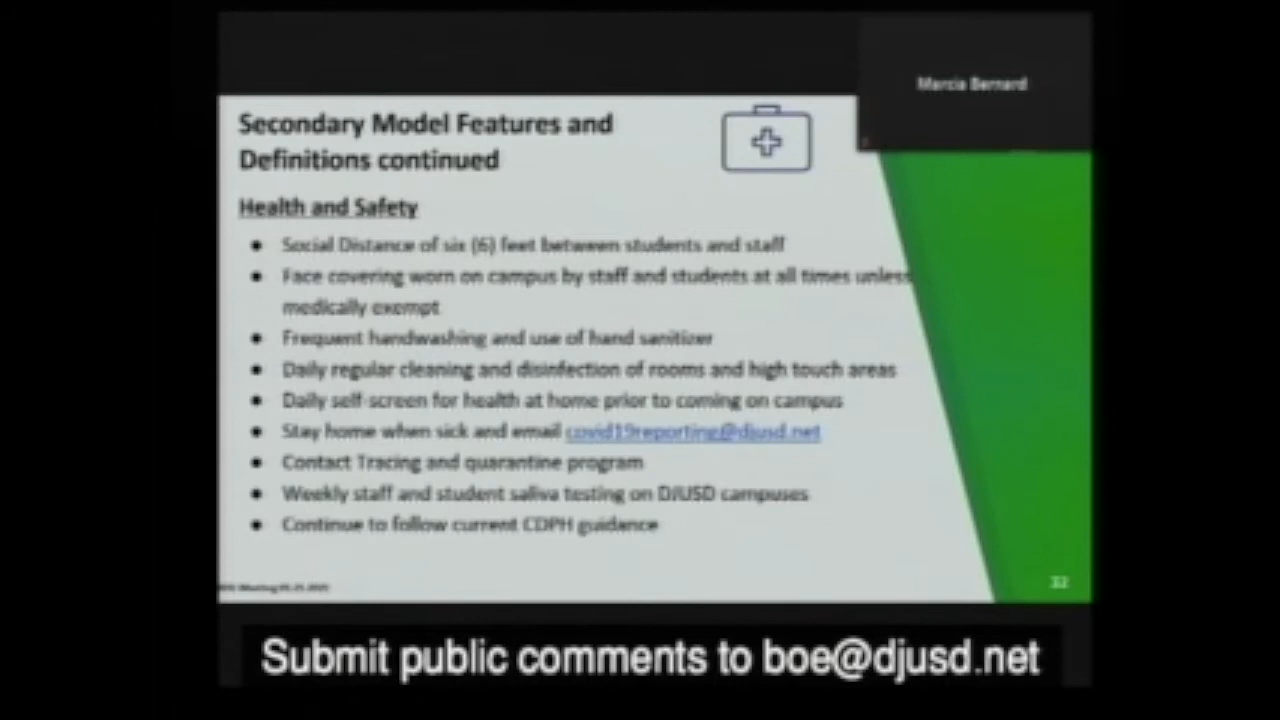 Marcia Bernard
Secondary Model Features and
Definitions continued
Health and Safety
● Social Distance of six (6) feet between students and staff
● Face covering worn on campus by staff and students at all times unless
medically exempt
● Frequent handwashing and use of hand sanitizer
● Daily regular cleaning and disinfection of rooms and high touch areas
● Daily self-screen for health at home prior to coming on campus
● Stay home when sick and email covid19reporting@djusd.net
● Contact Tracing and quarantine program
● Weekly staff and student saliva testing on DJUSD campuses
● Continue to follow current CDPH guidance
Meeting
32
Submit public comments to boe@djusd.net